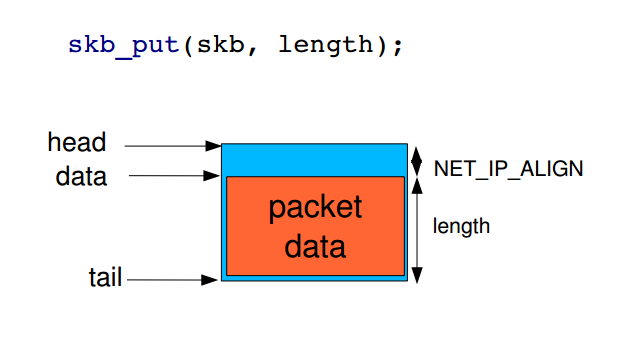 skb_put(skb, length);
head
data
NET_IP_ALIGN
packet
data
length
tail